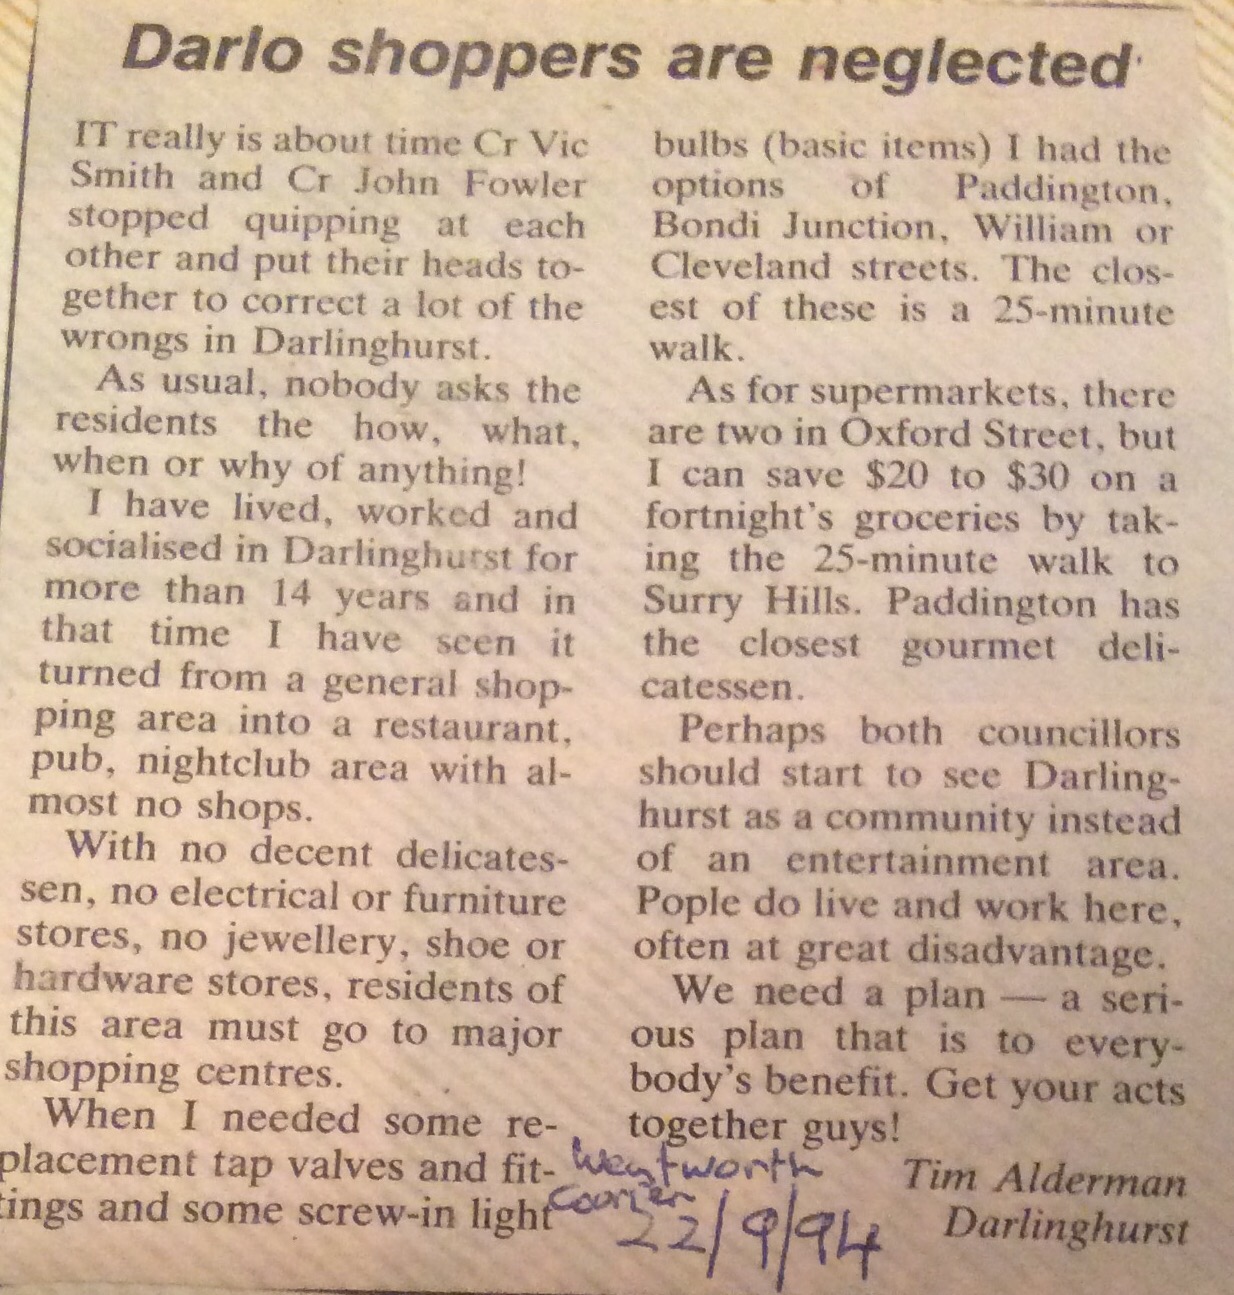 Darlo shoppers are neglected
IT really is about time Cr Vic
Smith and Cr John Fowler
stopped quipping at each
other and put their heads to-
gether to correct a lot of the
wrongs in Darlinghurst.
As usual, nobody asks the
residents the how, what,
when or why of anything!
I have lived, worked and
socialised in Darlinghurst for
more than 14 years and in
that time I have seen it
turned from a general shop-
ping area into a restaurant,
pub, nightclub area with al-
most no shops.
With no decent delicates-
sen, no electrical or furniture
stores, no jewellery, shoe or
hardware stores, residents of
this area must go to major
shopping centres.
When I needed some re-
placement tap valves and fit-
tings and some screw-in light
bulbs (basic items) I had the
options of Paddington,
Bondi Junction, William or
Cleveland streets. The clos-
est of these is a 25-minute
walk.
As for supermarkets, there
are two in Oxford Street, but
I can save $20 to $30 on a
fortnight's groceries by tak-
ing the 25-minute walk to
Surry Hills. Paddington has
the closest gourmet deli-
catessen.
Perhaps both councillors
should start to see Darling-
hurst as a community instead
of an entertainment area.
Pople do live and work here,
often at great disadvantage.
We need a plan — a seri-
ous plan that is to every-
body's benefit. Get your acts
together guys!
Tim Alderman
Darlinghurst
Wentworth
Courier
22/9/94